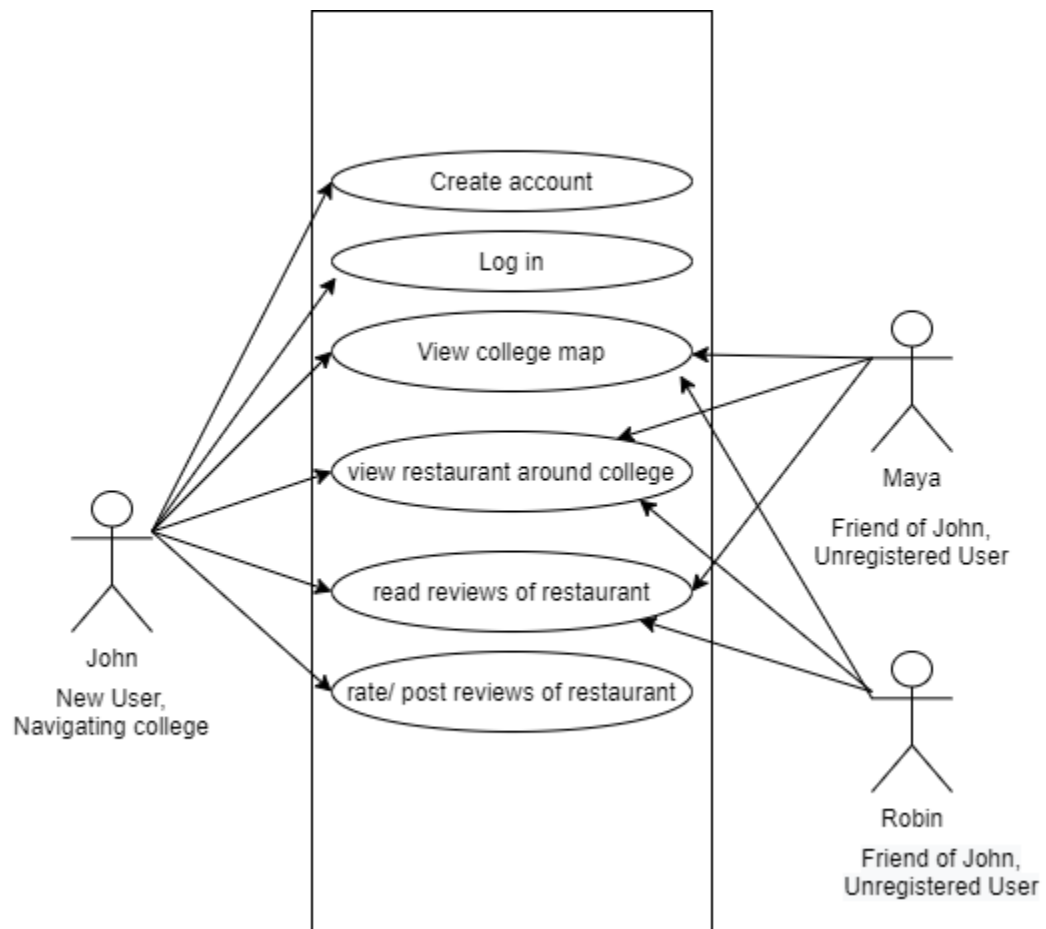 Create account
Log in
View college map
view restaurant around college
read reviews of restaurant
rate/ post reviews of restaurant
John
New User,
Navigating college
Maya
Friend of John,
Unregistered User
Robin
Friend of John,
Unregistered User